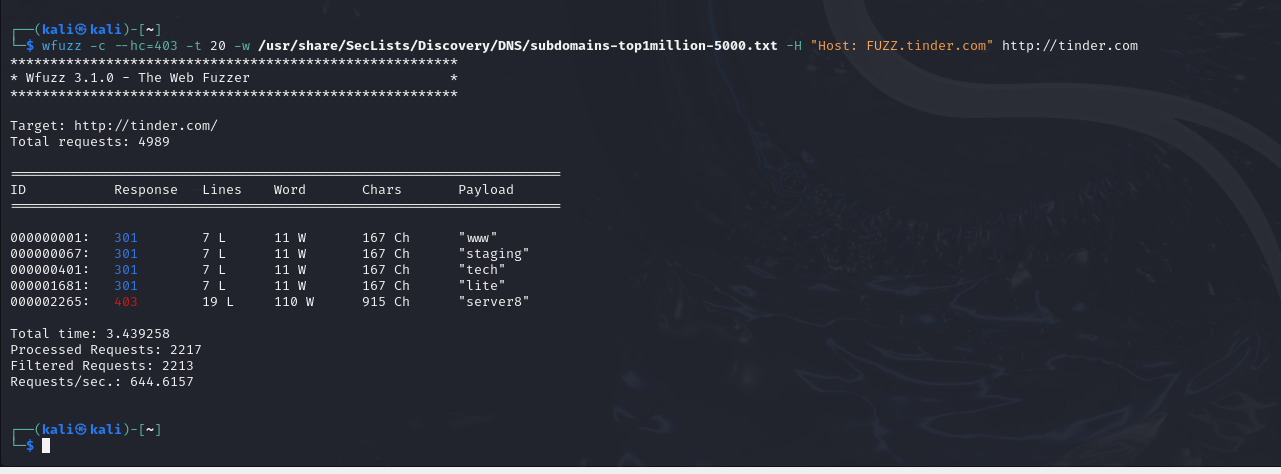 ┌──(kali㉿kali)-[~]
└─$ wfuzz -c --hc=403 -t 20 -w /usr/share/SecLists/Discovery/DNS/subdomains-top1million-5000.txt -H "Host: FUZZ.tinder.com" http://tinder.com
********************************************************
* Wfuzz 3.1.0 - The Web Fuzzer                         *
********************************************************
Target: http://tinder.com/
Total requests: 4989
=====================================================================
ID           Response   Lines    Word       Chars       Payload
=====================================================================
000000001:   301        7 L      11 W       167 Ch      "www"
000000067:   301        7 L      11 W       167 Ch      "staging"
000000401:   301        7 L      11 W       167 Ch      "tech"
000001681:   301        7 L      11 W       167 Ch      "lite"
000002265:   403        19 L     110 W      915 Ch      "server8"
Total time: 3.439258
Processed Requests: 2217
Filtered Requests: 2213
Requests/sec.: 644.6157
┌──(kali㉿kali)-[~]
└─$